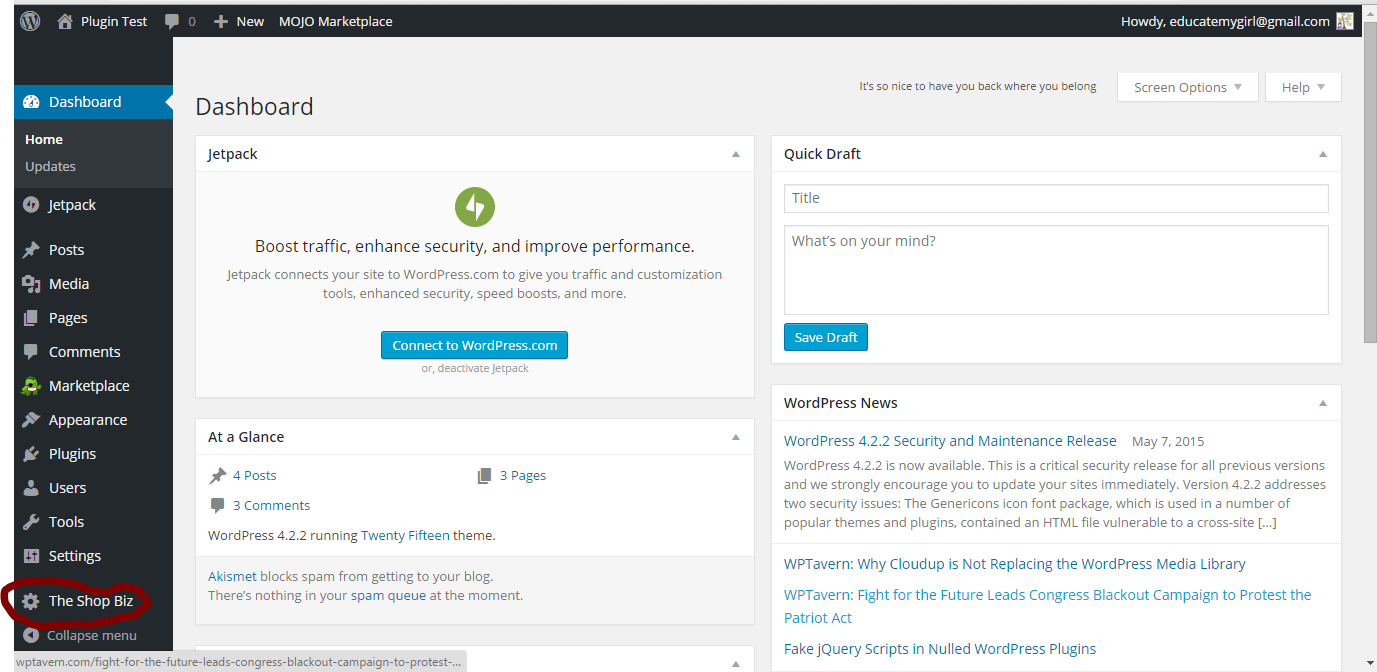 Plugin Test 0 New MOJO Marketplace Howdy, educatemygirl@gmail.com
Dashboard
Home
Updates
Jetpack
Posts
Media
Pages
Comments
Marketplace
Appearance
Plugins
Users
Tools
Settings
The Shop Biz
Collapse menu
It's so nice to have you back where you belong
Screen Options
Help
Dashboard
Jetpack
Boost traffic, enhance security, and improve performance.
Jetpack connects your site to WordPress.com to give you traffic and customization
tools, enhanced security, speed boosts, and more.
Connect to WordPress.com
or, deactivate Jetpack
At a Glance
4 Posts
3 Pages
3 Comments
WordPress 4.2.2 running Twenty Fifteen theme.
Akismet blocks spam from getting to your blog.
There's nothing in your spam queue at the moment.
Quick Draft
Title
What's on your mind?
Save Draft
WordPress News
WordPress 4.2.2 Security and Maintenance Release May 7, 2015
WordPress 4.2.2 is now available. This is a critical security release for all previous versions
and we strongly encourage you to update your sites immediately. Version 4.2.2 addresses
two security issues: The Genericons icon font package, which is used in a number of
popular themes and plugins, contained an HTML file vulnerable to a cross-site [...]
WPTavern: Why Cloudup is Not Replacing the WordPress Media Library
WPTavern: Fight for the Future Leads Congress Blackout Campaign to Protest the
Patriot Act
Fake jQuery Scripts in Nulled WordPress Plugins
wptavern.com/fight-for-the-future-leads-congress-blackout-campaign-to-protest-...